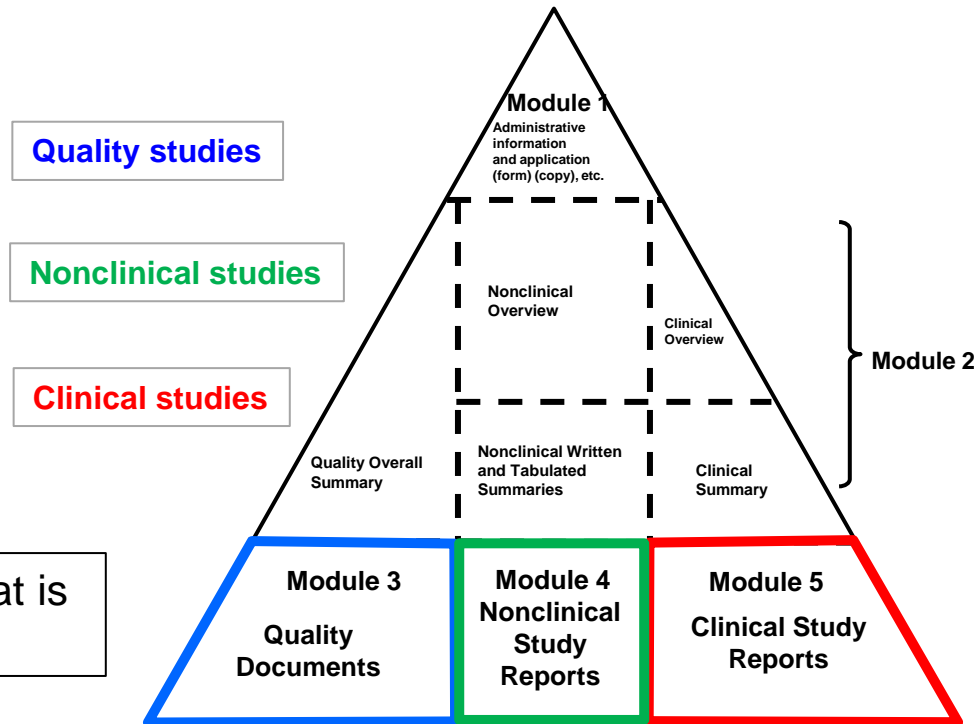 Module 1
Administrative
information
and application
(form) (copy), etc.
Quality studies
Nonclinical studies
Clinical studies
Nonclinical
Overview
Clinical
Overview
Module 2
Quality Overall
Summary
Nonclinical Written
and Tabulated
Summaries
Clinical
Summary
at is
Module 3
Quality
Documents
Module 4
Nonclinical
Study
Reports
Module 5
Clinical Study
Reports